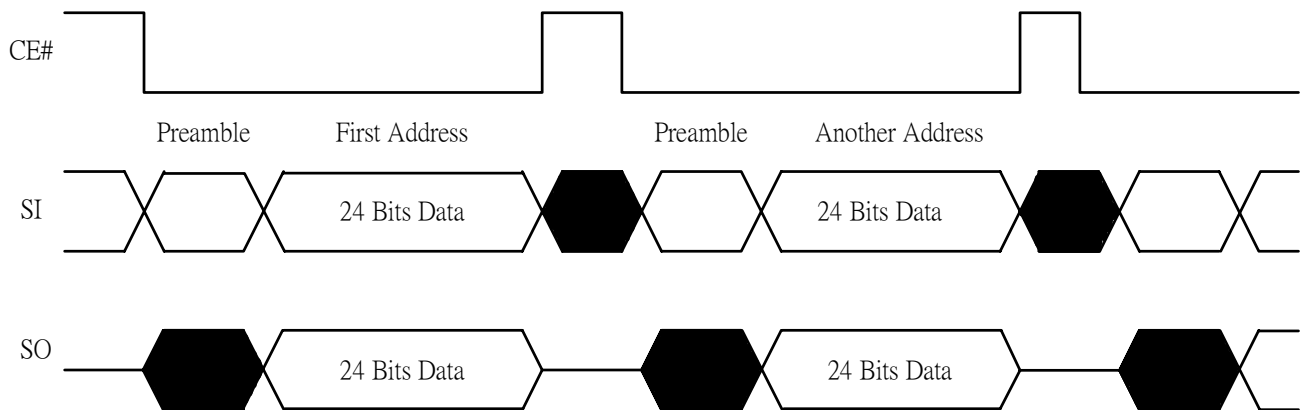 CE#
Preamble First Address Preamble Another Address
SI 24 Bits Data 24 Bits Data
SO 24 Bits Data 24 Bits Data